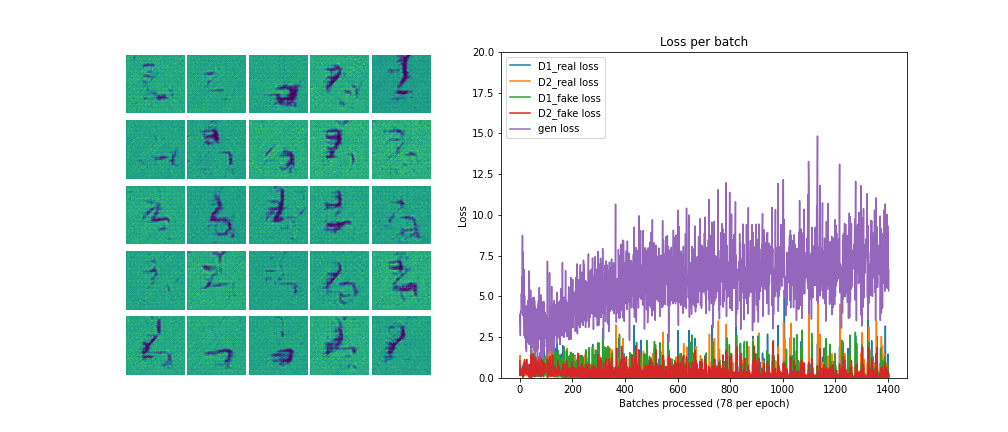 Loss per batch
20.0
17.5
15.0
12.5
10.0
7.5
5.0
2.5
0.0
Loss
D1_real loss
D2_real loss
D1_fake loss
D2_fake loss
gen loss
0 200 400 600 800 1000 1200 1400
Batches processed (78 per epoch)